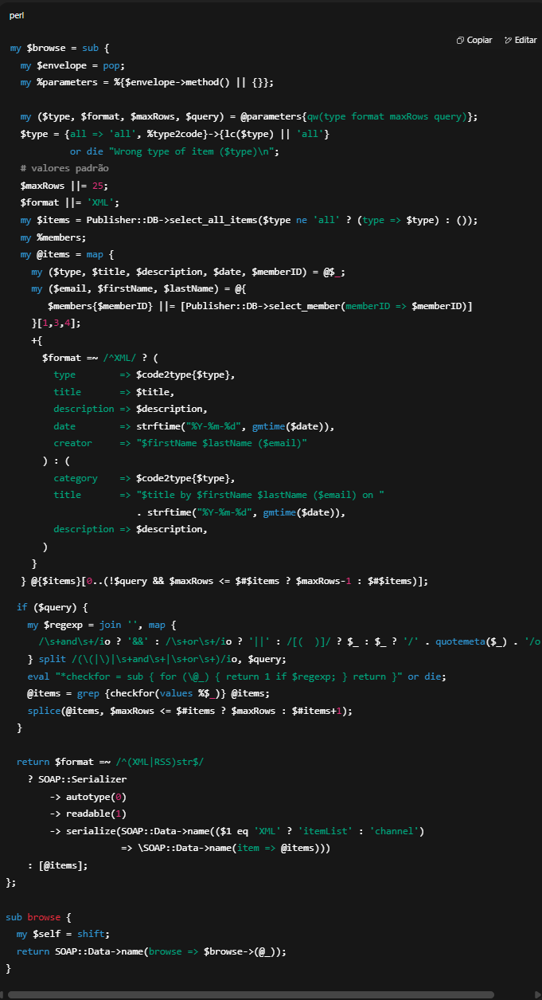 perl
Copiar Editar
my $browse = sub {
my $envelope = pop;
my %parameters = %{$envelope->method() || {}};
my ($type, $format, $maxRows, $query) = @parameters{qw(type format maxRows query)};
$type = {all => 'all', %type2code}->{lc($type) || 'all'}
or die "Wrong type of item ($type)\n";
# valores padrão
$maxRows ||= 25;
$format ||= 'XML';
my $items = Publisher::DB->select_all_items($type ne 'all' ? (type => $type) : ());
my %members;
my @items = map {
my ($type, $title, $description, $date, $memberID) = @$_;
my ($email, $firstName, $lastName) = @{
$members{$memberID} ||= [Publisher::DB->select_member(memberID => $memberID)]
}[1,3,4];
+{
$format =~ /^XML/ ? (
type => $code2type{$type},
title => $title,
description => $description,
date => strftime("%Y-%m-%d", gmtime($date)),
creator => "$firstName $lastName ($email)"
) : (
category => $code2type{$type},
title => "$title by $firstName $lastName ($email) on "
. strftime("%Y-%m-%d", gmtime($date)),
description => $description,
)
}
} @{$items}[0..(!$query && $maxRows <= $#$items ? $maxRows-1 : $#$items)];
if ($query) {
my $regexp = join '', map {
/\s+and\s+/io ? '&&' : /\s+or\s+/io ? '||' : /[( )]/ ? $_ : $_ ? '/' . quotemeta($_) . '/o
} split /(\(|\)|\s+and\s+|\s+or\s+)/io, $query;
eval "*checkfor = sub { for (\@_) { return 1 if $regexp; } return }" or die;
@items = grep {checkfor(values %$_)} @items;
splice(@items, $maxRows <= $#items ? $maxRows : $#items+1);
}
return $format =~ /^(XML|RSS)str$/
? SOAP::Serializer
-> autotype(0)
-> readable(1)
-> serialize(SOAP::Data->name(($1 eq 'XML' ? 'itemList' : 'channel')
=> \SOAP::Data->name(item => @items)))
: [@items];
};
sub browse {
my $self = shift;
return SOAP::Data->name(browse => $browse->(@_));
}